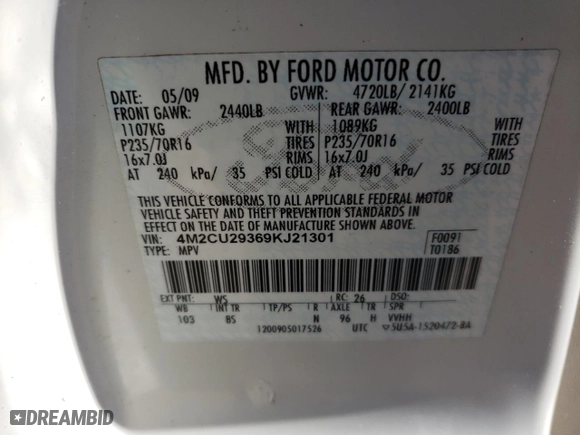 MFD. BY FORD MOTOR CO.
DATE: 05/09 GVWR: 4720LB/ 2141KG
FRONT GAWR: 2440LB REAR GAWR: 2400LB
1107KG WITH 1089KG WITH
P235/70R16 TIRES P235/70R16 TIRES
16x7.0J RIMS 16x7.0J RIMS
AT 240 kPa/ 35 PSI COLD AT 240 kPa/ 35 PSI COLD
THIS VEHICLE CONFORMS TO ALL APPLICABLE FEDERAL MOTOR
VEHICLE SAFETY AND THEFT PREVENTION STANDARDS IN
EFFECT ON THE DATE OF MANUFACTURE SHOWN ABOVE.
VIN: 4M2CU29369KJ21301 F0091
TYPE: MPV T0186
EXT PNT: WS RC: 26 DSO:
WB INT TR TP/PS R AXLE TR SPR
103 BS N 96 H VVHH
1200905017526 UTC 5U5A-1520472-BA
DREAMBID